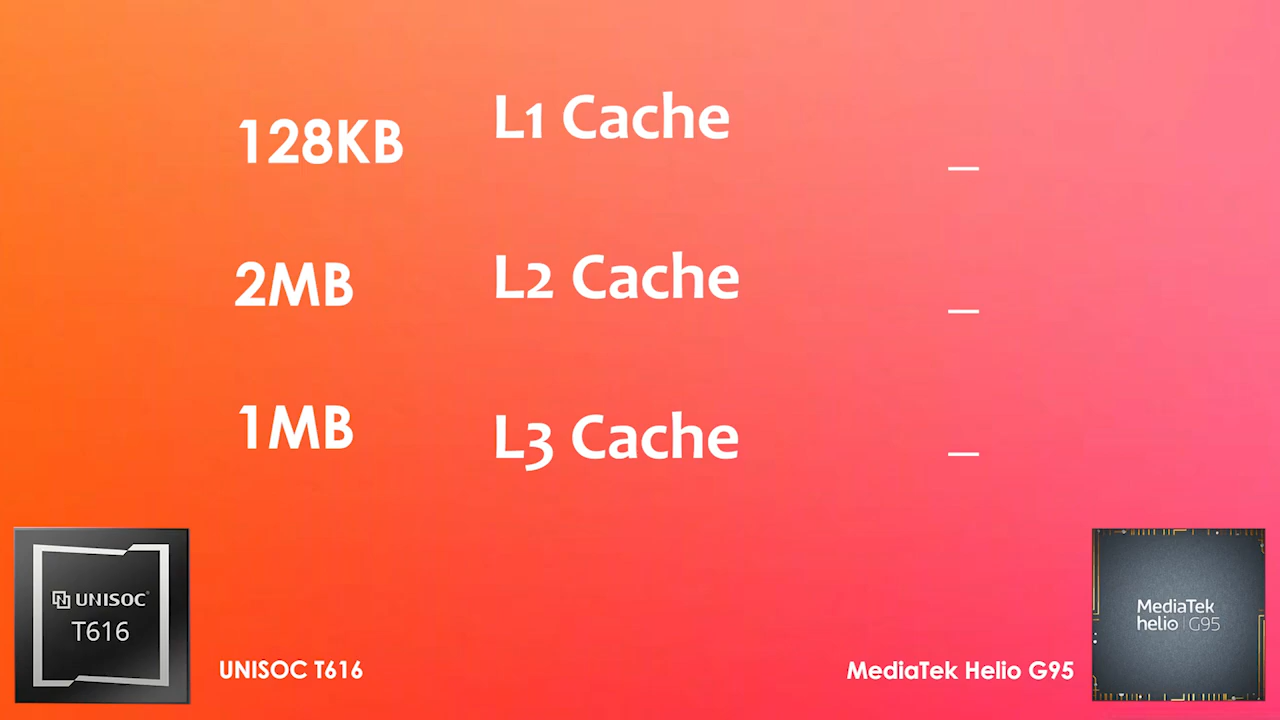 128KB L1 Cache _
2MB L2 Cache _
1MB L3 Cache _
UNISOC
T616
UNISOC T616
MediaTek Helio G95
MediaTek
helio | G95